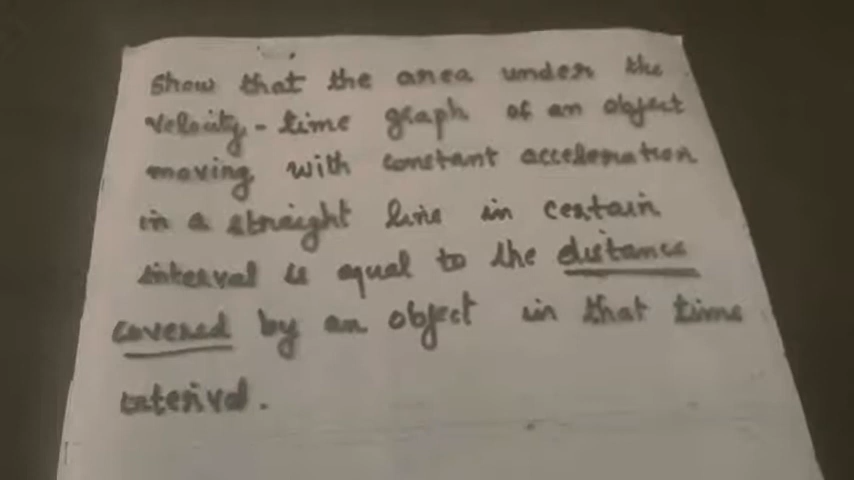 Show that the area under the
velocity-time graph of an object
moving with constant acceleration
in a straight line in certain
interval is equal to the distance
covered by an object in that time
interival.